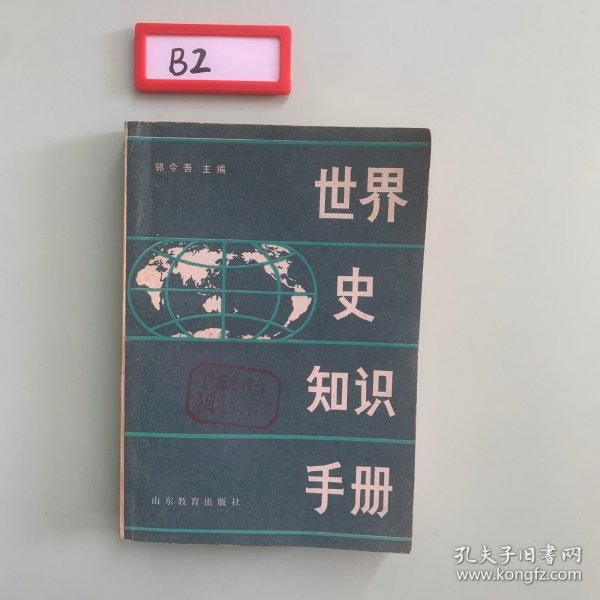 B2
郭令吾 主编
世界
史
知识
手册
山东教育出版社
孔夫子旧书网
www.kongfz.com